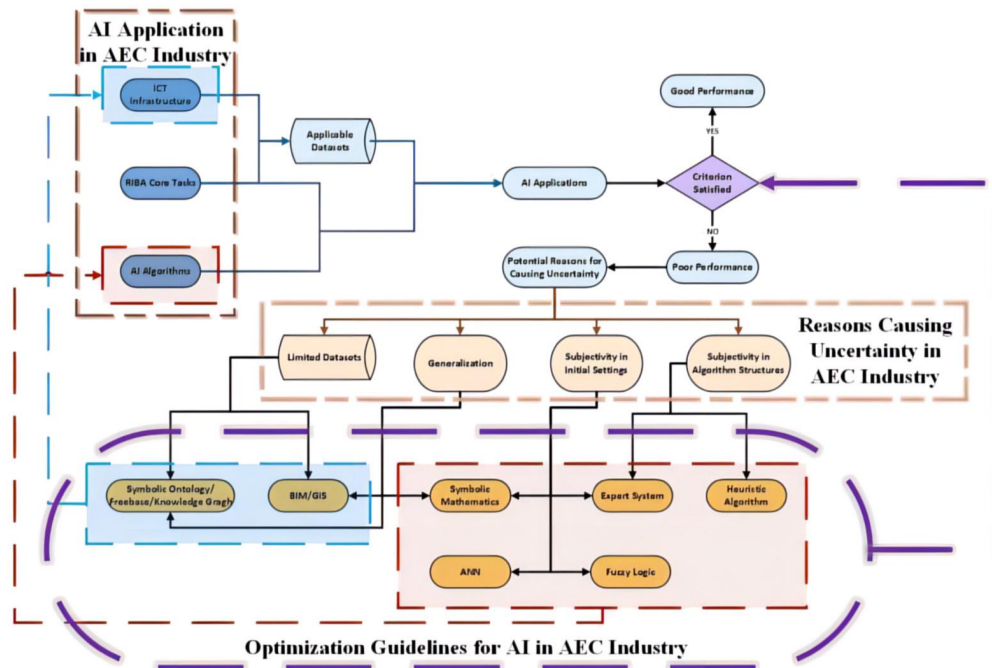 AI Application
in AEC Industry
ICT
Infrastructure
RIBA Core Tasks
AI Algorithms
Applicable
Datasets
AI Applications
Good Performance
YES
Criterion
Satisfied
NO
Poor Performance
Potential Reasons for
Causing Uncertainty
Reasons Causing
Uncertainty in
AEC Industry
Limited Datasets
Generalization
Subjectivity in
Initial Settings
Subjectivity in
Algorithm Structures
Symbolic Ontology/
Freebase/Knowledge Gragh
BIM/GIS
Symbolic
Mathematics
Expert System
Heuristic
Algorithm
ANN
Fuzzy Logic
Optimization Guidelines for AI in AEC Industry